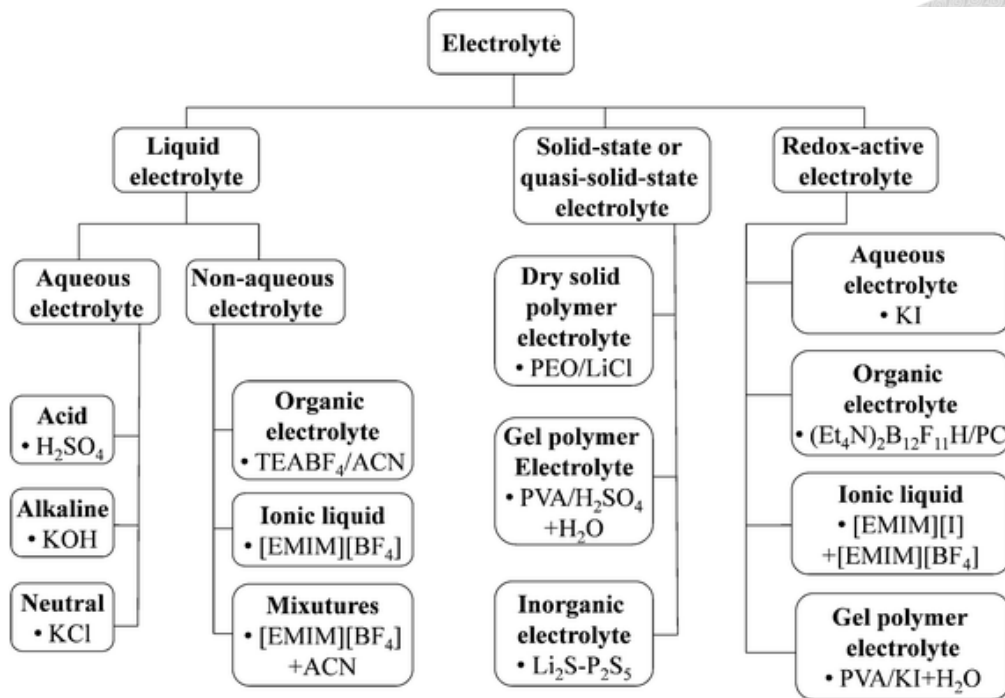 Electrolyte
Liquid
electrolyte
Aqueous
electrolyte
Acid
• H₂SO₄
Alkaline
• KOH
Neutral
• KCl
Non-aqueous
electrolyte
Organic
electrolyte
• TEABF₄/ACN
Ionic liquid
• [EMIM][BF₄]
Mixutures
• [EMIM][BF₄]
+ACN
Solid-state or
quasi-solid-state
electrolyte
Dry solid
polymer
electrolyte
• PEO/LiCl
Gel polymer
Electrolyte
• PVA/H₂SO₄
+H₂O
Inorganic
electrolyte
• Li₂S-P₂S₅
Redox-active
electrolyte
Aqueous
electrolyte
• KI
Organic
electrolyte
• (Et₄N)₂B₁₂F₁₁H/PC
Ionic liquid
• [EMIM][I]
+[EMIM][BF₄]
Gel polymer
electrolyte
• PVA/KI+H₂O